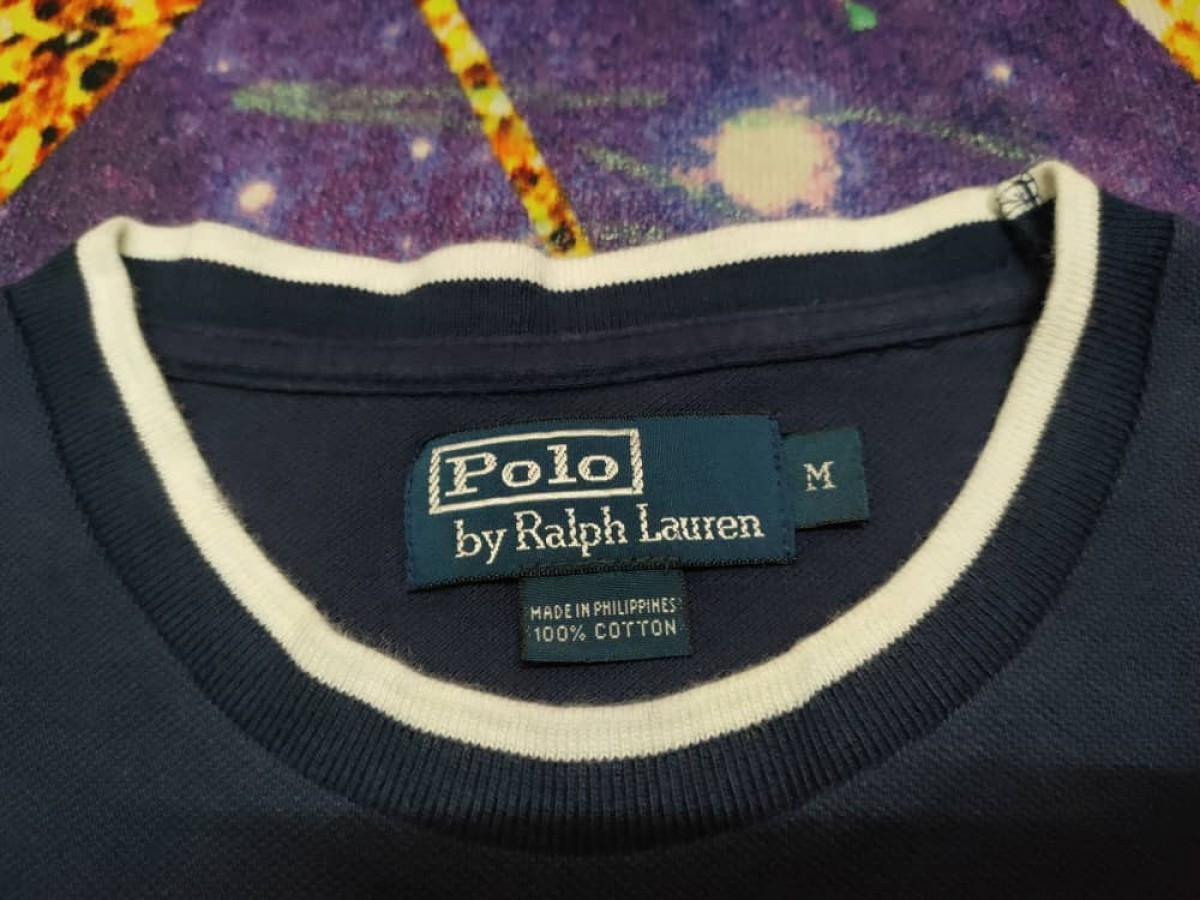 Polo
by Ralph Lauren
M
MADE IN PHILIPPINES
100% COTTON